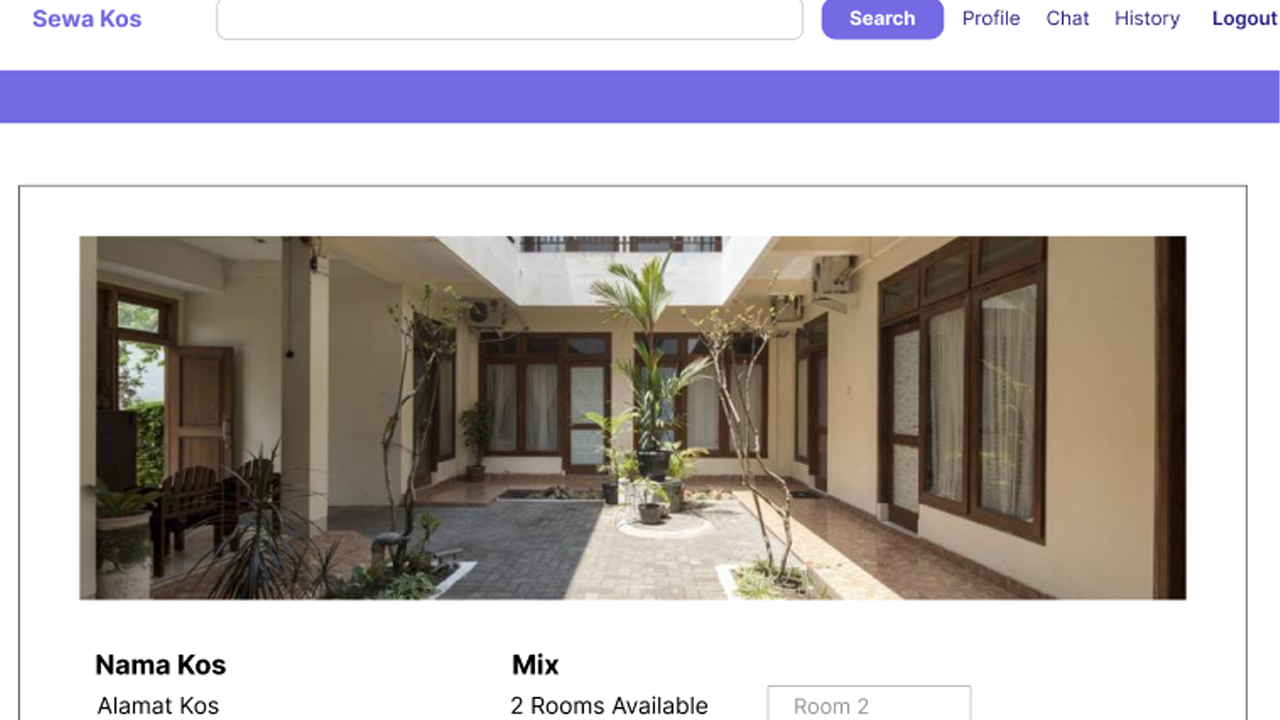 Sewa Kos Search Profile Chat History Logout
Nama Kos Mix
Alamat Kos 2 Rooms Available Room 2